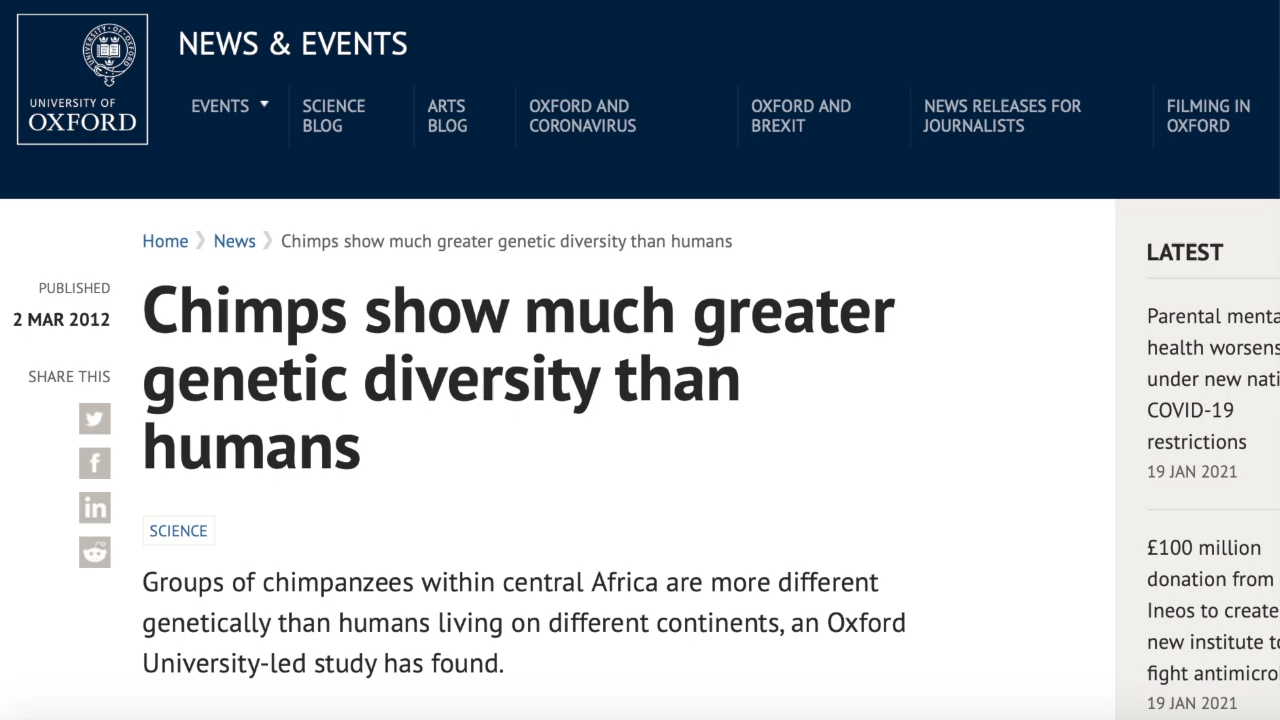 NEWS & EVENTS
UNIVERSITY OF
OXFORD
EVENTS
SCIENCE
BLOG
ARTS
BLOG
OXFORD AND
CORONAVIRUS
OXFORD AND
BREXIT
NEWS RELEASES FOR
JOURNALISTS
FILMING IN
OXFORD
Home
News
Chimps show much greater genetic diversity than humans
PUBLISHED
2 MAR 2012
SHARE THIS
Chimps show much greater
genetic diversity than
humans
SCIENCE
Groups of chimpanzees within central Africa are more different
genetically than humans living on different continents, an Oxford
University-led study has found.
LATEST
Parental menta
health worsens
under new nati
COVID-19
restrictions
19 JAN 2021
£100 million
donation from
Ineos to create
new institute to
fight antimicro
19 JAN 2021